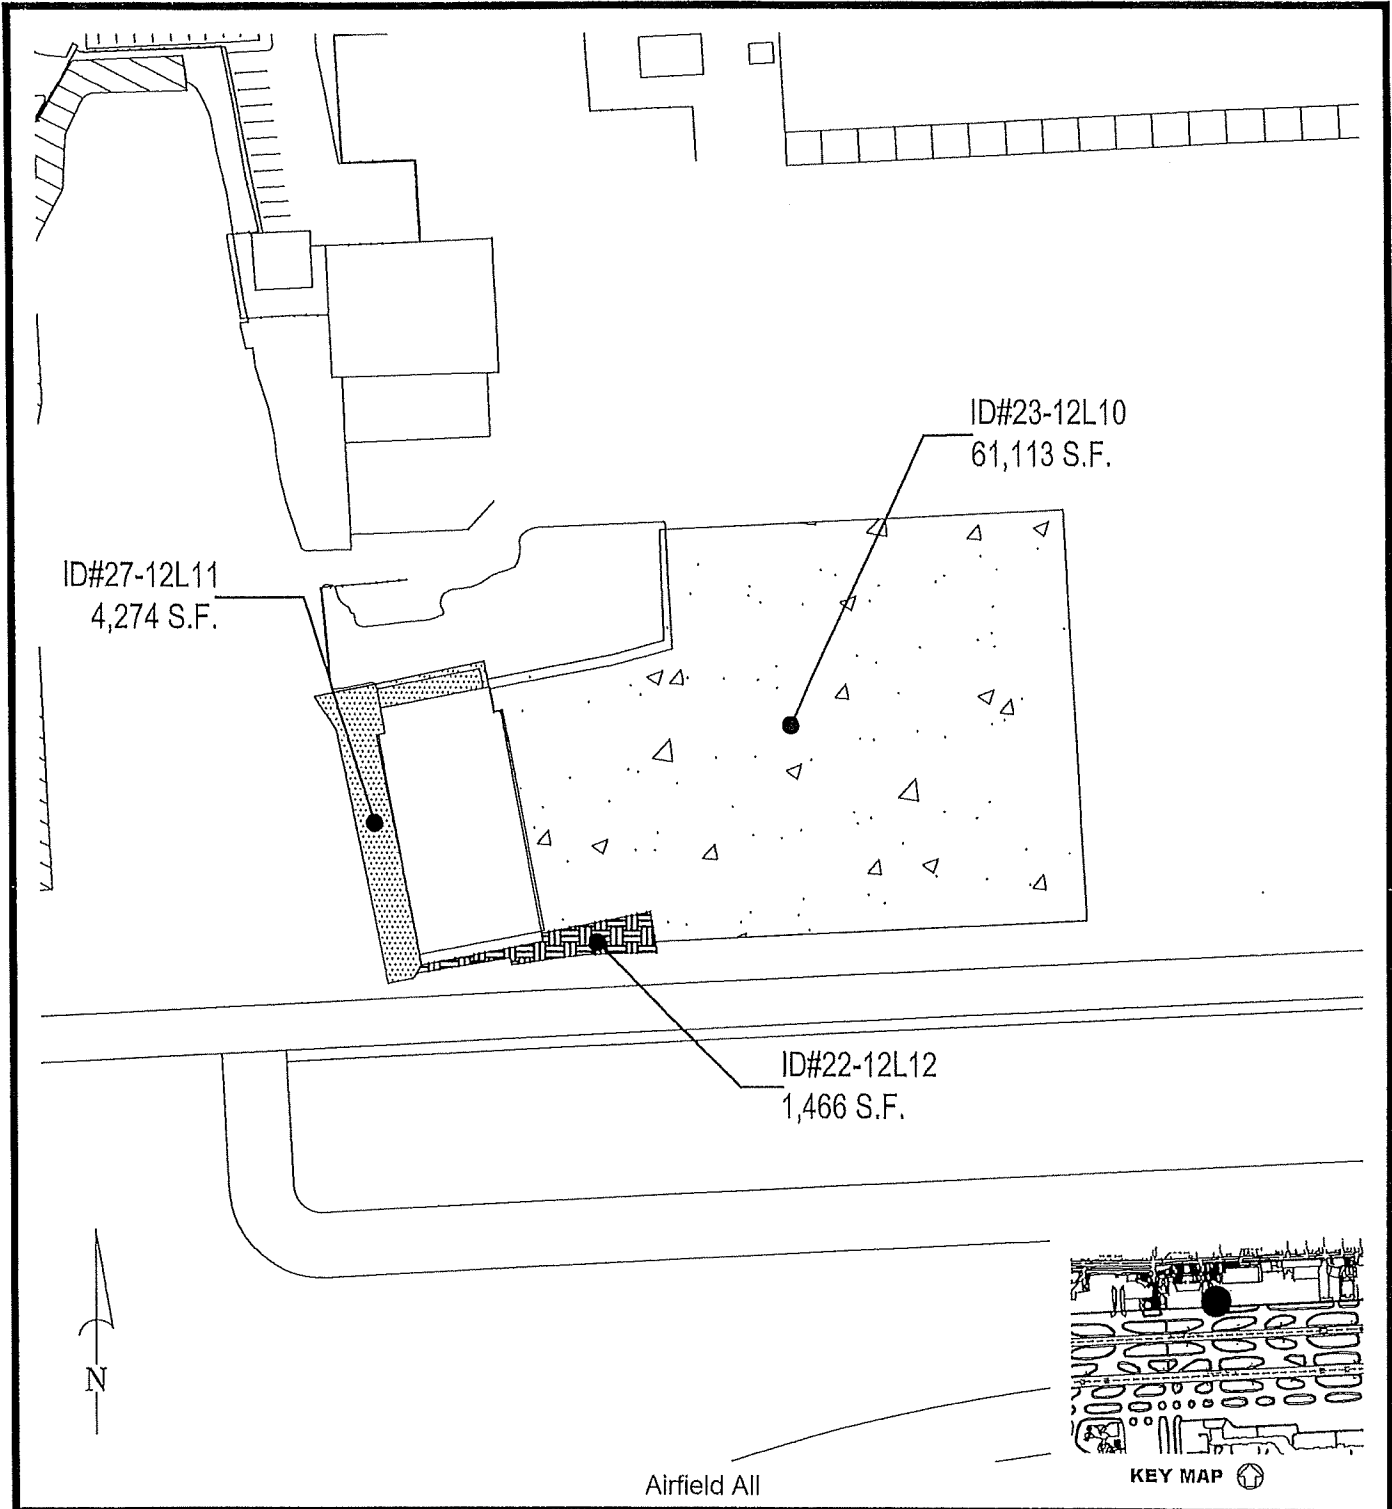 ID#23-12L10
61,113 S.F.
ID#27-12L11
4,274 S.F.
ID#22-12L12
1,466 S.F.
N
KEY MAP
Airfield All